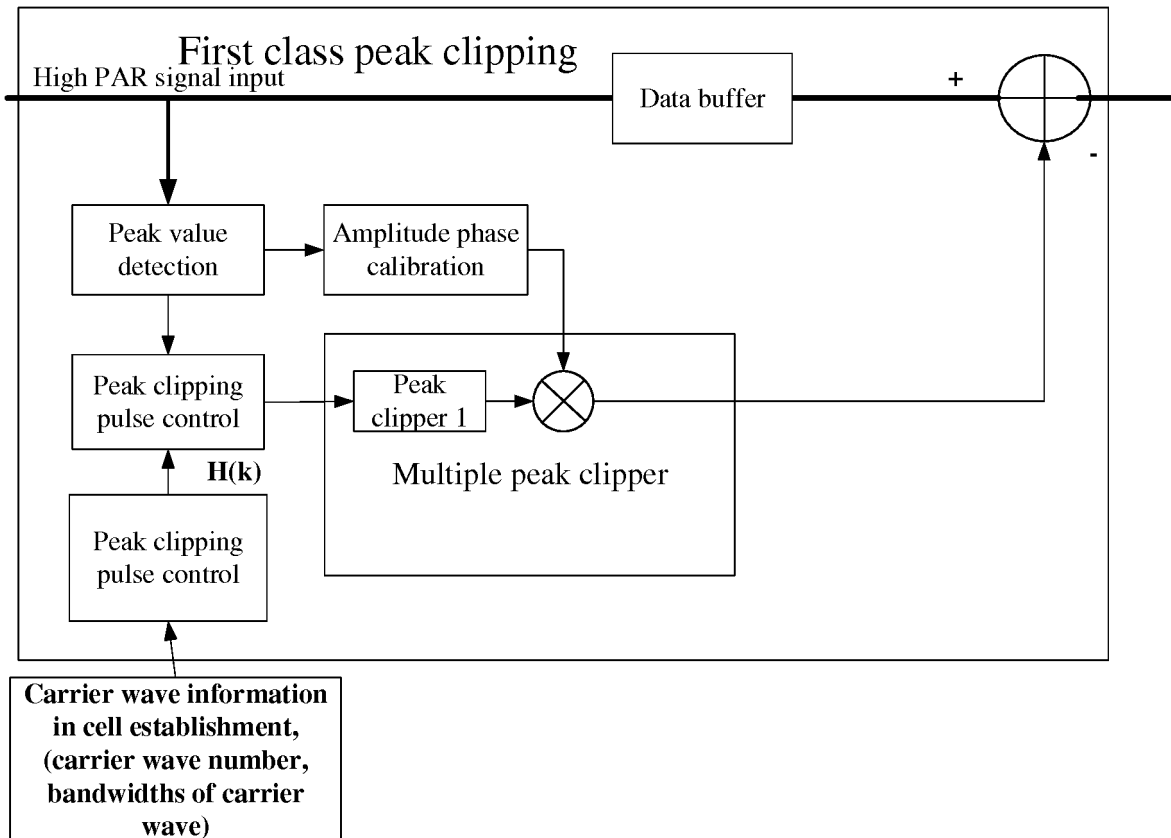 First class peak clipping
High PAR signal input
Data buffer
+
-
Peak value
detection
Amplitude phase
calibration
Peak clipping
pulse control
Peak
clipper 1
Multiple peak clipper
H(k)
Peak clipping
pulse control
Carrier wave information
in cell establishment,
(carrier wave number,
bandwidths of carrier
wave)